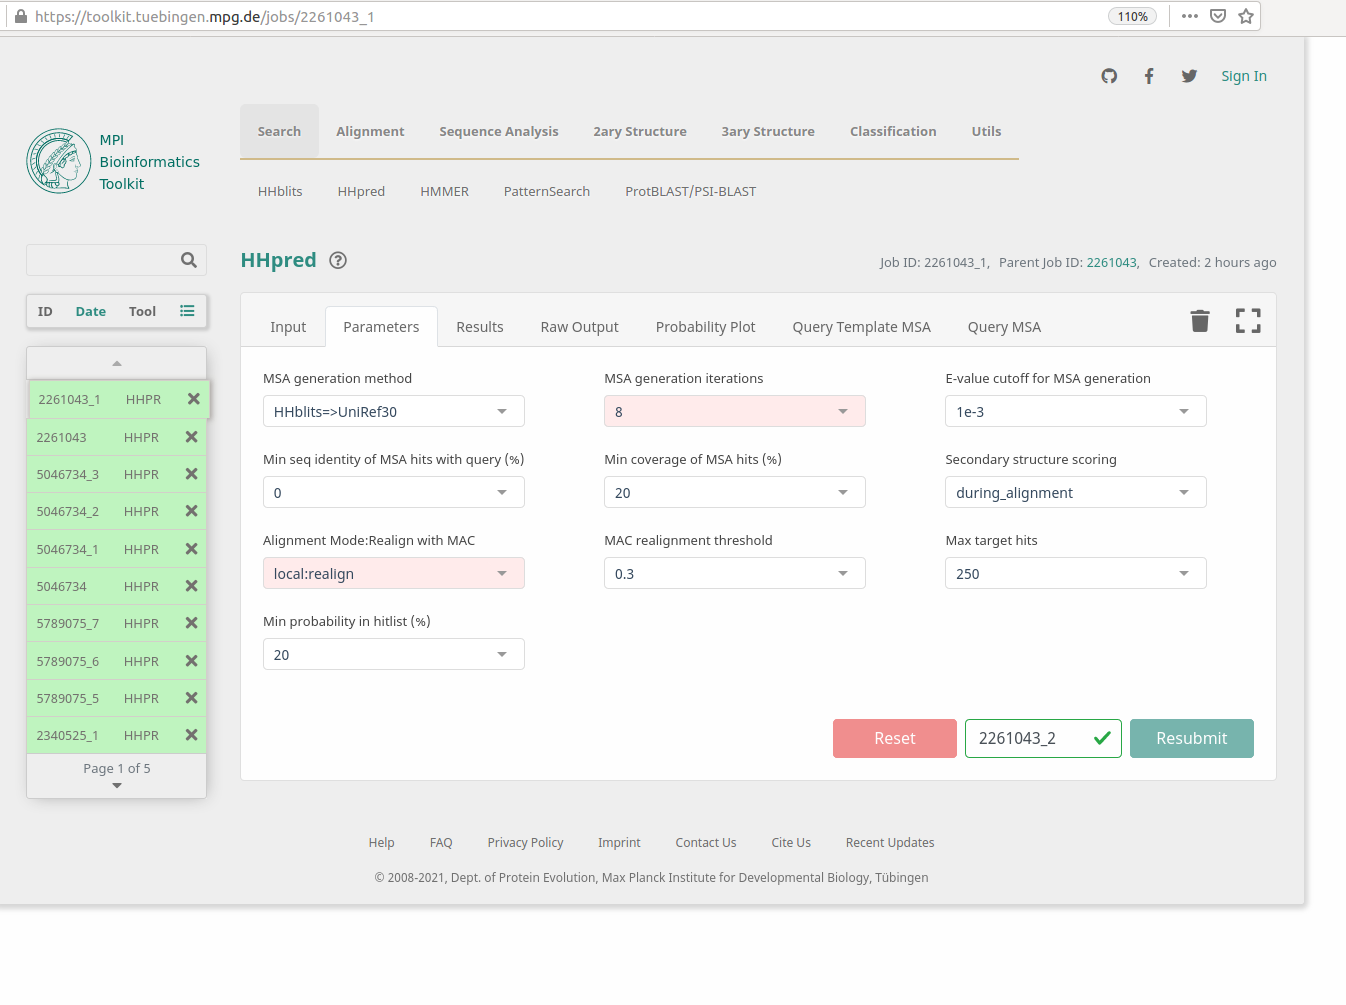 https://toolkit.tuebingen.mpg.de/jobs/2261043_1
110%
Sign In
MPI
Bioinformatics
Toolkit
Search Alignment Sequence Analysis 2ary Structure 3ary Structure Classification Utils
HHblits HHpred HMMER PatternSearch ProtBLAST/PSI-BLAST
HHpred
Job ID: 2261043_1, Parent Job ID: 2261043, Created: 2 hours ago
ID Date Tool
2261043_1 HHPR
2261043 HHPR
5046734_3 HHPR
5046734_2 HHPR
5046734_1 HHPR
5046734 HHPR
5789075_7 HHPR
5789075_6 HHPR
5789075_5 HHPR
2340525_1 HHPR
Page 1 of 5
Input Parameters Results Raw Output Probability Plot Query Template MSA Query MSA
MSA generation method MSA generation iterations E-value cutoff for MSA generation
HHblits=>UniRef30 8 1e-3
Min seq identity of MSA hits with query (%) Min coverage of MSA hits (%) Secondary structure scoring
0 20 during_alignment
Alignment Mode:Realign with MAC MAC realignment threshold Max target hits
local:realign 0.3 250
Min probability in hitlist (%)
20
Reset 2261043_2 Resubmit
Help FAQ Privacy Policy Imprint Contact Us Cite Us Recent Updates
© 2008-2021, Dept. of Protein Evolution, Max Planck Institute for Developmental Biology, Tübingen